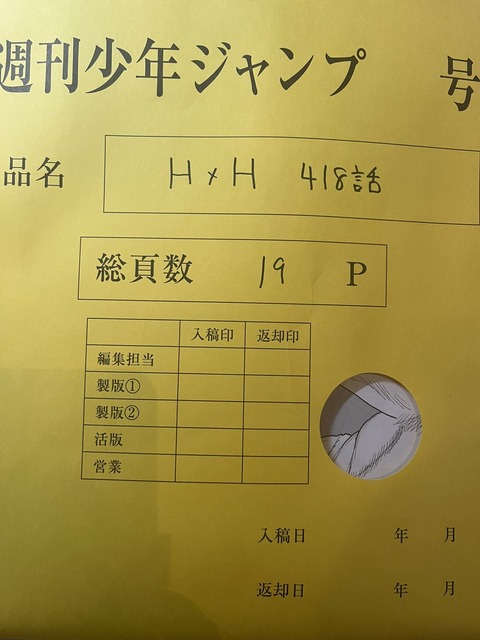 週刊少年ジャンプ 号
品名 H×H 418話
総頁数 19 P
入稿印 返却印
編集担当
製版①
製版②
活版
営業
入稿日 年 月
返却日 年 月